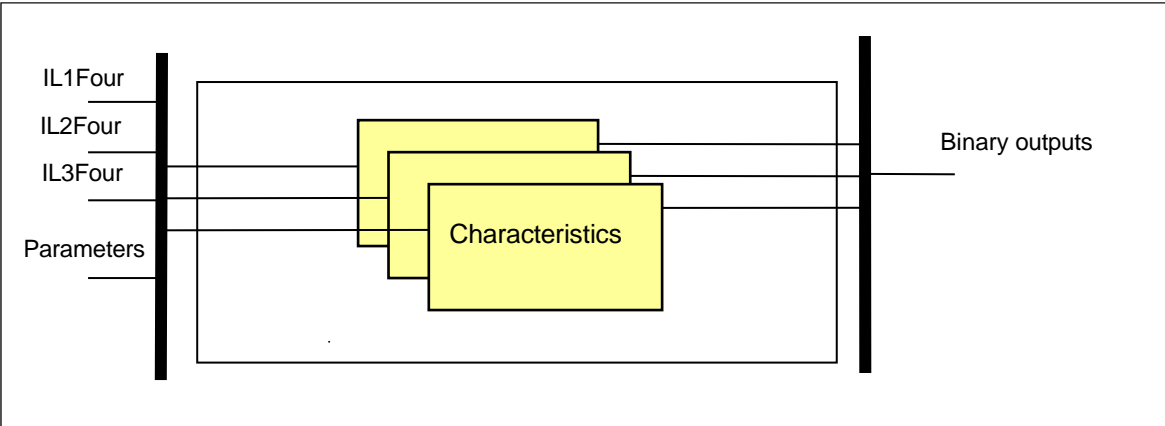 IL1Four
IL2Four
IL3Four
Parameters
Characteristics
Binary outputs